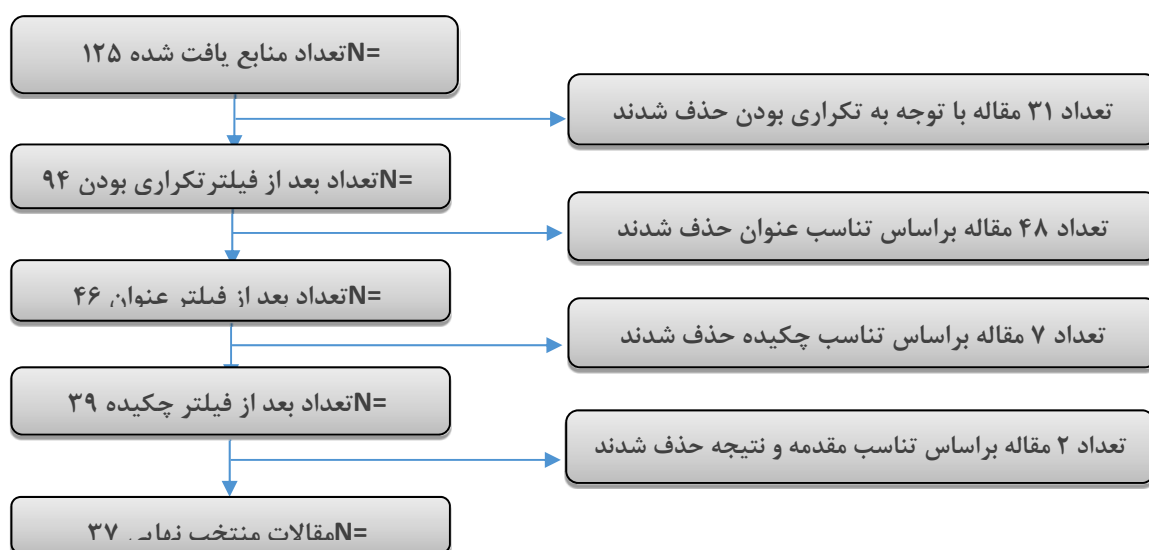 تعداد منابع یافت شده ۱۲۵ N=
تعداد ۳۱ مقاله با توجه به تکراری بودن حذف شدند
تعداد بعد از فیلتر تکراری بودن ۹۴ N=
تعداد ۴۸ مقاله براساس تناسب عنوان حذف شدند
تعداد بعد از فیلتر عنوان ۴۶ N=
تعداد ۷ مقاله براساس تناسب چکیده حذف شدند
تعداد بعد از فیلتر چکیده ۳۹ N=
تعداد ۲ مقاله براساس تناسب مقدمه و نتیجه حذف شدند
مقالات منتخب نهایی ۳۷ N=